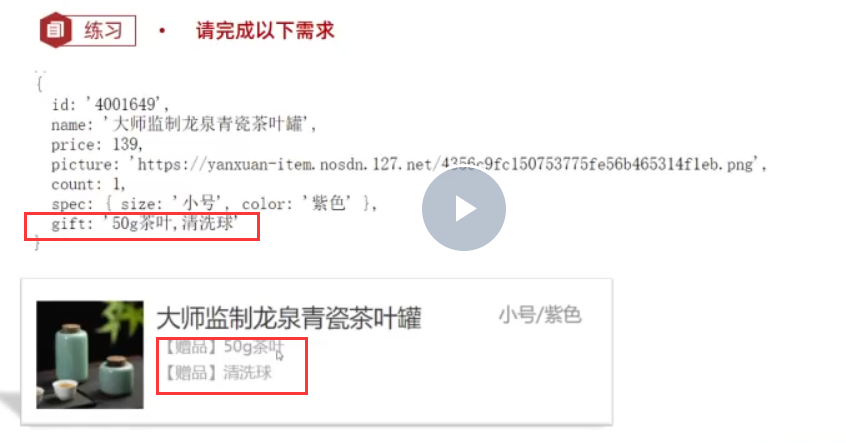 练习 · 请完成以下需求
{
id: '4001649',
name: '大师监制龙泉青瓷茶叶罐',
price: 139,
picture: 'https://yanxuan-item.nosdn.127.net/4356c9fc150753775fe56b465314f1eb.png',
count: 1,
spec: { size: '小号', color: '紫色' },
gift: '50g茶叶,清洗球'
}
大师监制龙泉青瓷茶叶罐 小号/紫色
【赠品】50g茶叶
【赠品】清洗球